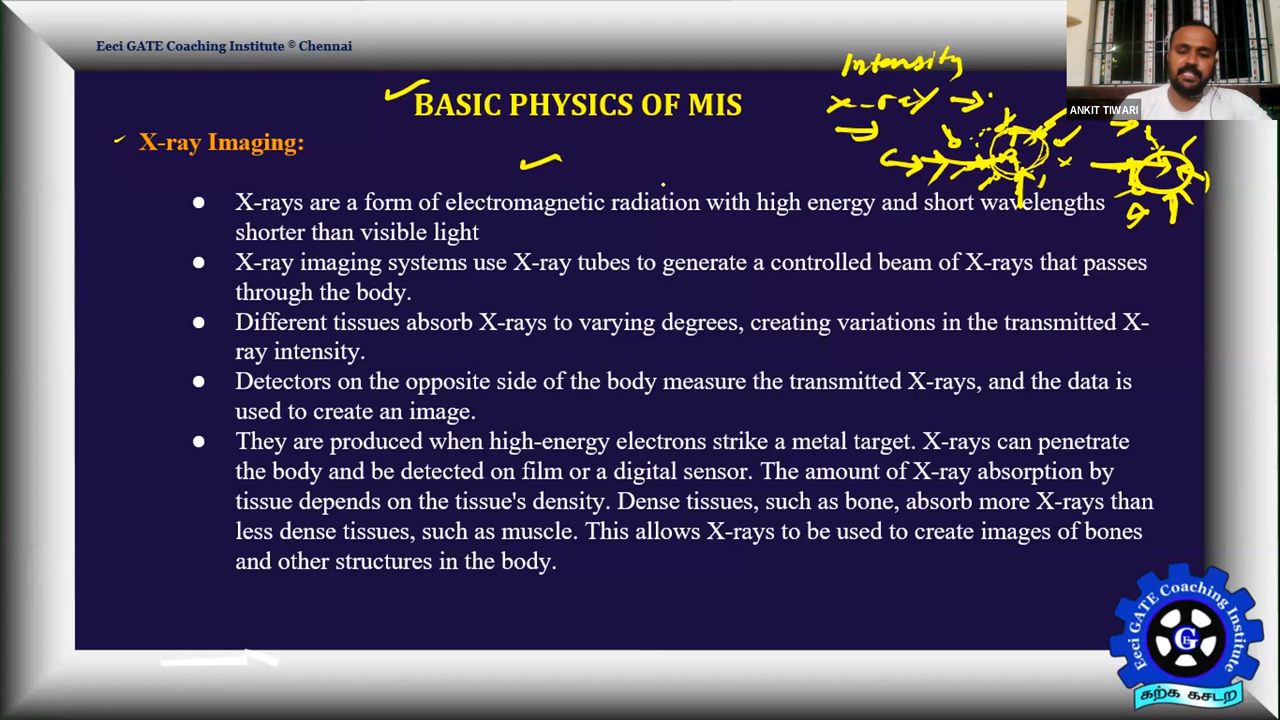 Eeci GATE Coaching Institute © Chennai
Intensity
x-ray
ANKIT TIWARI
BASIC PHYSICS OF MIS
X-ray Imaging:
● X-rays are a form of electromagnetic radiation with high energy and short wavelengths
shorter than visible light
● X-ray imaging systems use X-ray tubes to generate a controlled beam of X-rays that passes
through the body.
● Different tissues absorb X-rays to varying degrees, creating variations in the transmitted X-
ray intensity.
● Detectors on the opposite side of the body measure the transmitted X-rays, and the data is
used to create an image.
● They are produced when high-energy electrons strike a metal target. X-rays can penetrate
the body and be detected on film or a digital sensor. The amount of X-ray absorption by
tissue depends on the tissue's density. Dense tissues, such as bone, absorb more X-rays than
less dense tissues, such as muscle. This allows X-rays to be used to create images of bones
and other structures in the body.
Eeci GATE Coaching Institute
கற்க கசடற